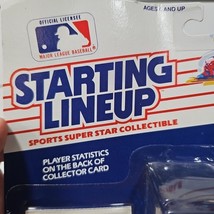 OFFICIAL LICENSEE
MAJOR LEAGUE BASEBALL
AGES AND UP
STARTING
LINEUP
SPORTS SUPER STAR COLLECTIBLE
PLAYER STATISTICS
ON THE BACK OF
COLLECTOR CARD